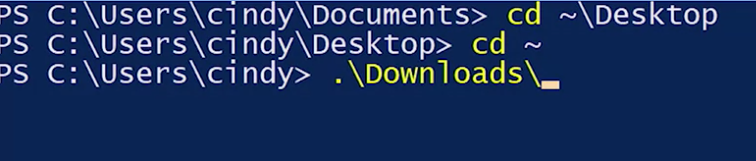 PS C:\Users\cindy\Documents> cd ~\Desktop
PS C:\Users\cindy\Desktop> cd ~
PS C:\Users\cindy> .\Downloads\